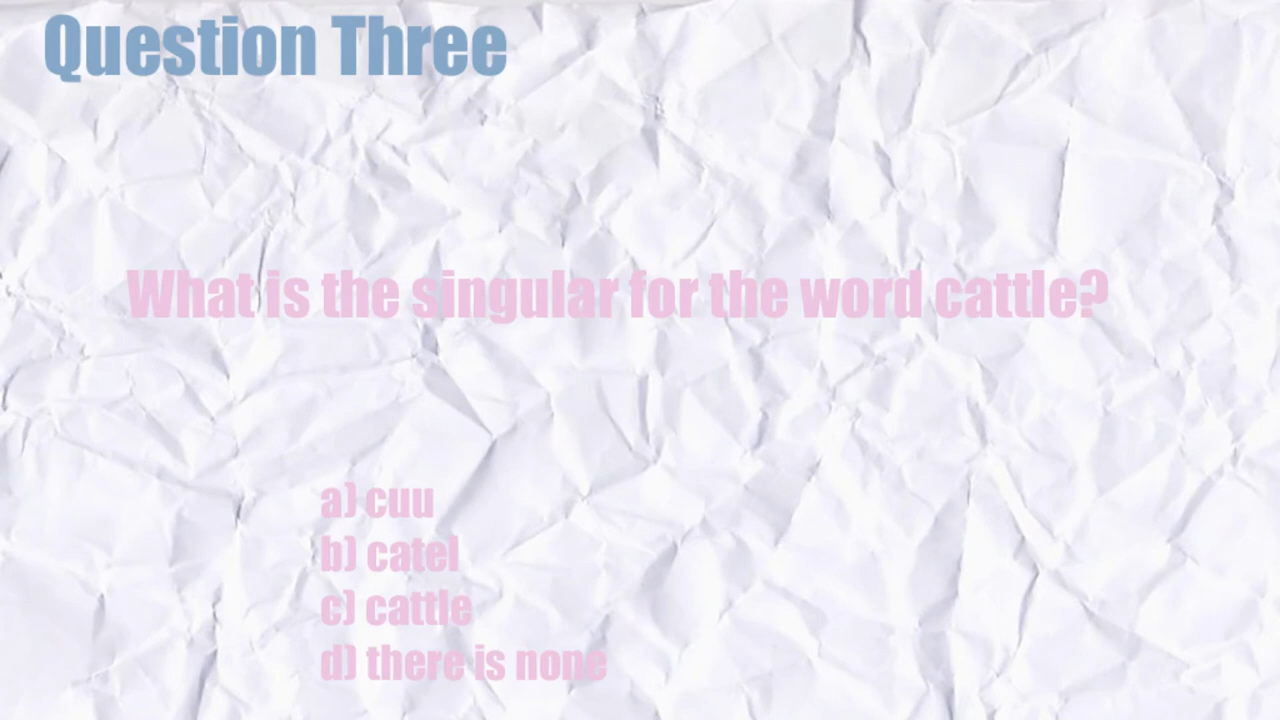 Question Three
What is the singular for the word cattle?
a) cuu
b) catel
c) cattle
d) there is none